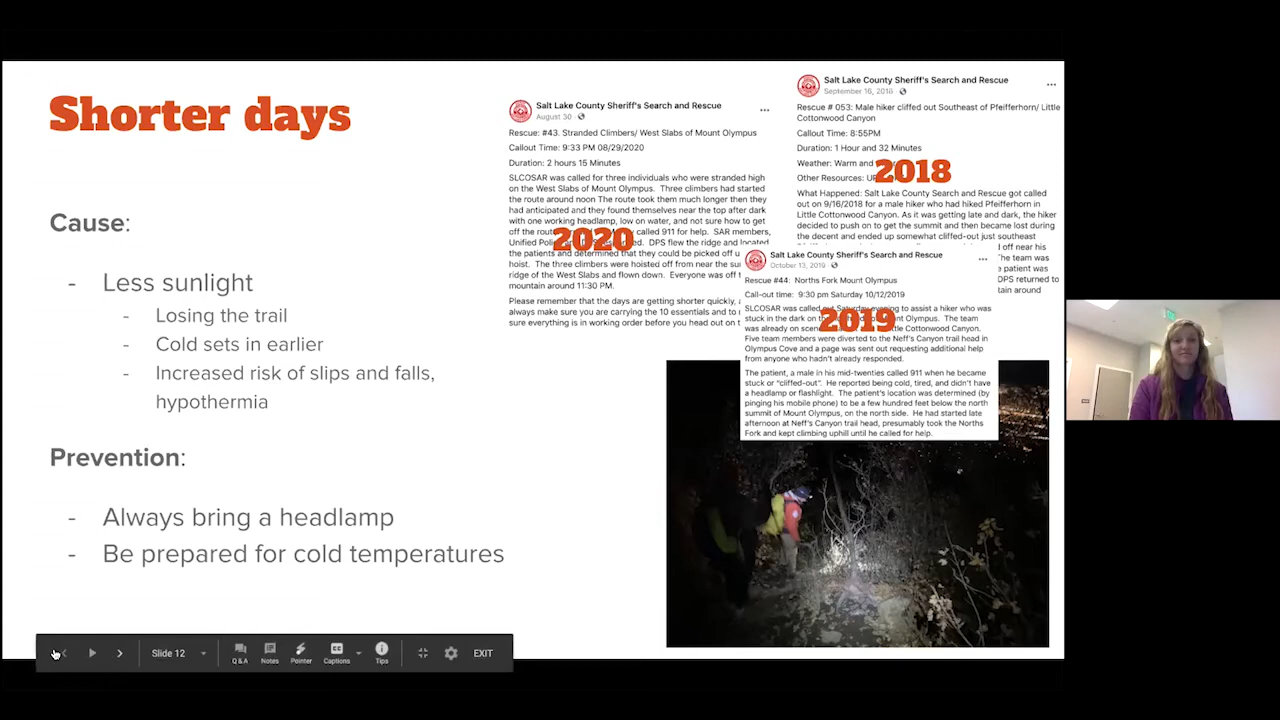 Shorter days
Cause:
- Less sunlight
- Losing the trail
- Cold sets in earlier
- Increased risk of slips and falls,
hypothermia
Prevention:
- Always bring a headlamp
- Be prepared for cold temperatures
Salt Lake County Sheriff's Search and Rescue
August 30
Rescue: #43. Stranded Climbers/ West Slabs of Mount Olympus
Callout Time: 9:33 PM 08/29/2020
Duration: 2 hours 15 Minutes
SLCOSAR was called for three individuals who were stranded high
on the West Slabs of Mount Olympus. Three climbers had started
the route around noon The route took them much longer then they
had anticipated and they found themselves near the top after dark
with one working headlamp, low on water, and not sure how to get
off the called 911 for help. SAR members,
Unified DPS flew the ridge and located
the patients and determined that they could be picked off
hoist. The three climbers were hoisted off from near the
ridge of the West Slabs and flown down. Everyone was off
mountain around 11:30 PM.
Please remember that the days are getting shorter quickly,
always make sure you are carrying the 10 essentials and to
sure everything is in working order before you head out on
2020
Salt Lake County Sheriff's Search and Rescue
September 16, 2018
Rescue # 053: Male hiker cliffed out Southeast of Pfeifferhorn/ Little
Cottonwood Canyon
Callout Time: 8:55PM
Duration: 1 Hour and 32 Minutes
Weather: Warm and
Other Resources:
What Happened: Salt Lake County Search and Rescue got called
out on 9/16/2018 for a male hiker who had hiked Pfeifferhorn in
Little Cottonwood Canyon. As it was getting late and dark, the hiker
decided to push on to get the summit and then became lost during
the decent and ended up somewhat cliffed-out just southeast
off near his
The team was
patient was
DPS returned to
around
2018
Salt Lake County Sheriff's Search and Rescue
October 13, 2019
Rescue #44: Norths Fork Mount Olympus
Call-out time: 9:30 pm Saturday 10/12/2019
SLCOSAR was called out Saturday evening to assist a hiker who was
stuck in the dark on the Olympus. The team
was already on Cottonwood Canyon.
Five team members were diverted to the Neff's Canyon trail head in
Olympus Cove and a page was sent out requesting additional help
from anyone who hadn't already responded.
The patient, a male in his mid-twenties called 911 when he became
stuck or "cliffed-out". He reported being cold, tired, and didn't have
a headlamp or flashlight. The patient's location was determined (by
pinging his mobile phone) to be a few hundred feet below the north
summit of Mount Olympus, on the north side. He had started late
afternoon at Neff's Canyon trail head, presumably took the Norths
Fork and kept climbing uphill until he called for help.
2019
Slide 12
Q & A
Notes
Pointer
Captions
Tips
EXIT